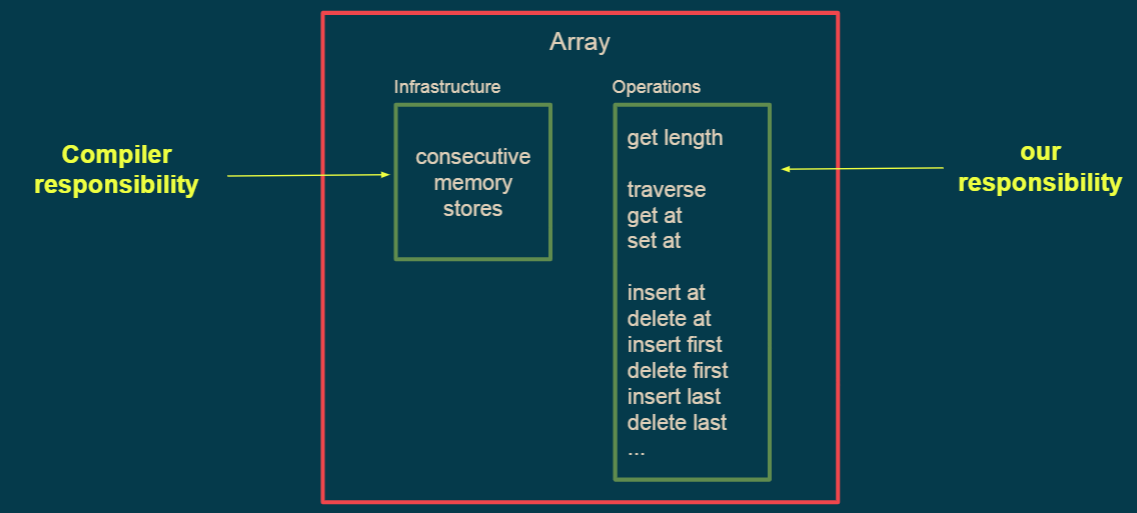 Array
Infrastructure
Operations
Compiler
responsibility
consecutive
memory
stores
get length
traverse
get at
set at
insert at
delete at
insert first
delete first
insert last
delete last
...
our
responsibility